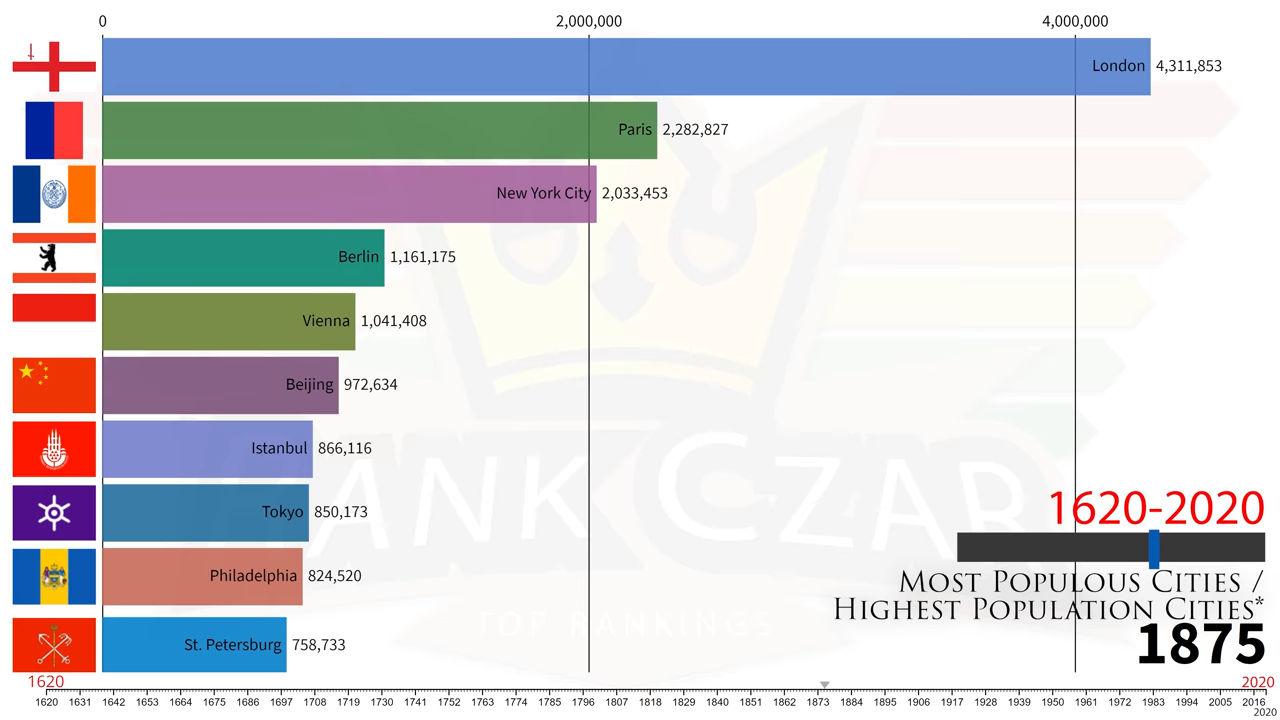 0 2,000,000 4,000,000
London 4,311,853
Paris 2,282,827
New York City 2,033,453
Berlin 1,161,175
Vienna 1,041,408
Beijing 972,634
Istanbul 866,116
Tokyo 850,173
Philadelphia 824,520
St. Petersburg 758,733
RANK CZAR
TOP RANKINGS
1620-2020
Most Populous Cities /
Highest Population Cities*
1875
1620 2020
1620 1631 1642 1653 1664 1675 1686 1697 1708 1719 1730 1741 1752 1763 1774 1785 1796 1807 1818 1829 1840 1851 1862 1873 1884 1895 1906 1917 1928 1939 1950 1961 1972 1983 1994 2005 2016
2020